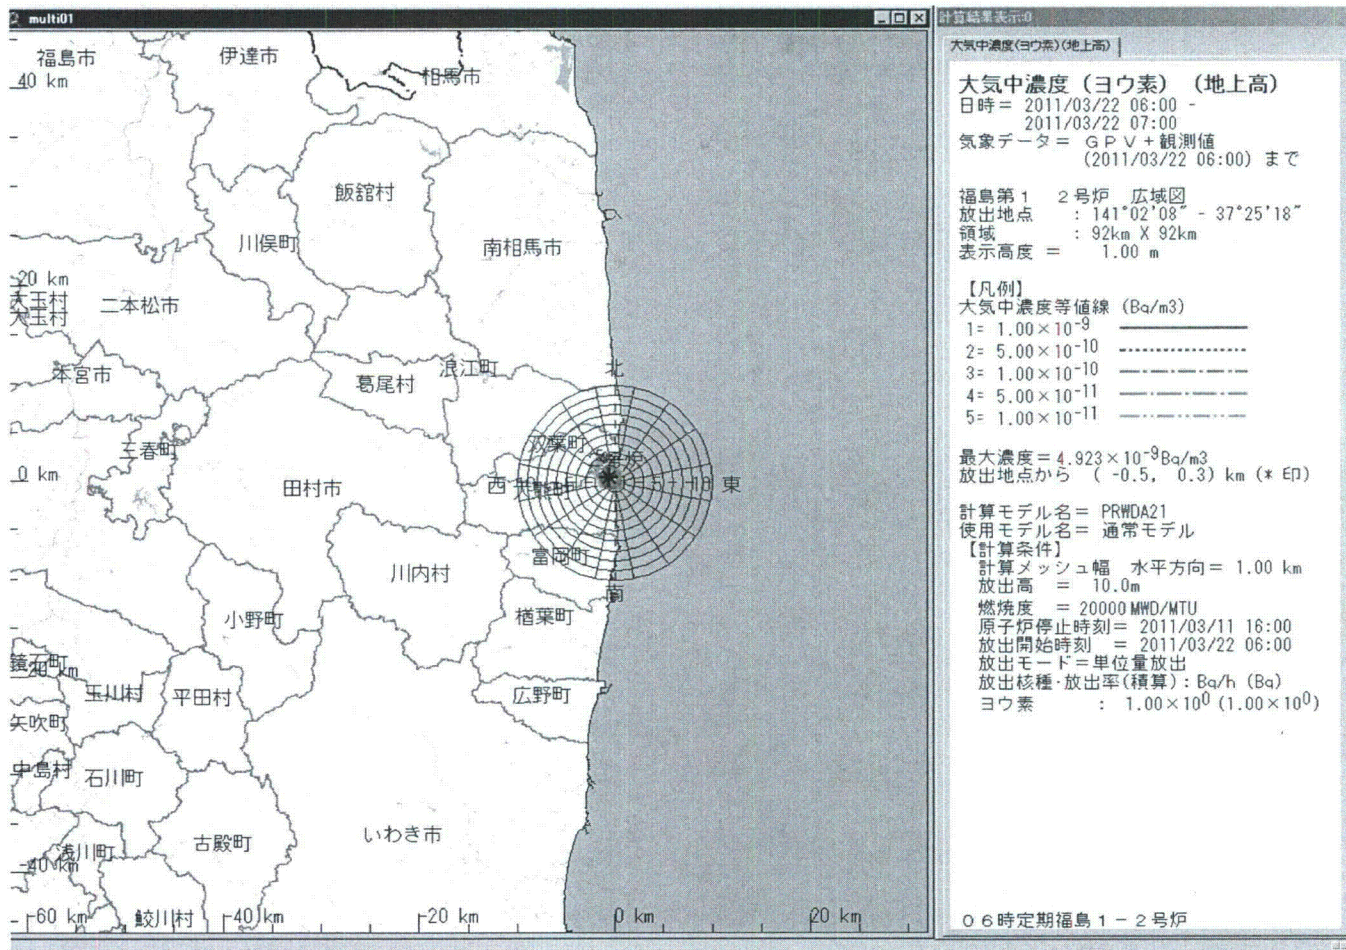 multi01
福島市
伊達市
相馬市
40 km
飯舘村
川俣町
南相馬市
20 km
大玉村
大玉村
二本松市
本宮市
葛尾村
浪江町
北
三春町
双葉町
0 km
田村市
西
東
富岡町
川内村
南
小野町
楢葉町
鏡石町
-20 km
玉川村
平田村
広野町
矢吹町
中島村
石川町
いわき市
古殿町
浅川町
-40 km
鮫川村
-60 km
-40 km
-20 km
0 km
20 km
計算結果表示:0
大気中濃度(ヨウ素)(地上高)
大気中濃度(ヨウ素) (地上高)
日時= 2011/03/22 06:00 -
2011/03/22 07:00
気象データ= GPV+観測値
(2011/03/22 06:00) まで
福島第1 2号炉 広域図
放出地点 : 141°02'08" - 37°25'18"
領域 : 92km X 92km
表示高度 = 1.00 m
【凡例】
大気中濃度等値線 (Bq/m3)
1= 1.00×10-9
2= 5.00×10-10
3= 1.00×10-10
4= 5.00×10-11
5= 1.00×10-11
最大濃度=4.923×10-9Bq/m3
放出地点から ( -0.5, 0.3) km (* 印)
計算モデル名= PRWDA21
使用モデル名= 通常モデル
【計算条件】
計算メッシュ幅 水平方向= 1.00 km
放出高 = 10.0m
燃焼度 = 20000MWD/MTU
原子炉停止時刻= 2011/03/11 16:00
放出開始時刻 = 2011/03/22 06:00
放出モード=単位量放出
放出核種・放出率(積算):Bq/h (Bq)
ヨウ素 : 1.00×100 (1.00×100)
06時定期福島1-2号炉